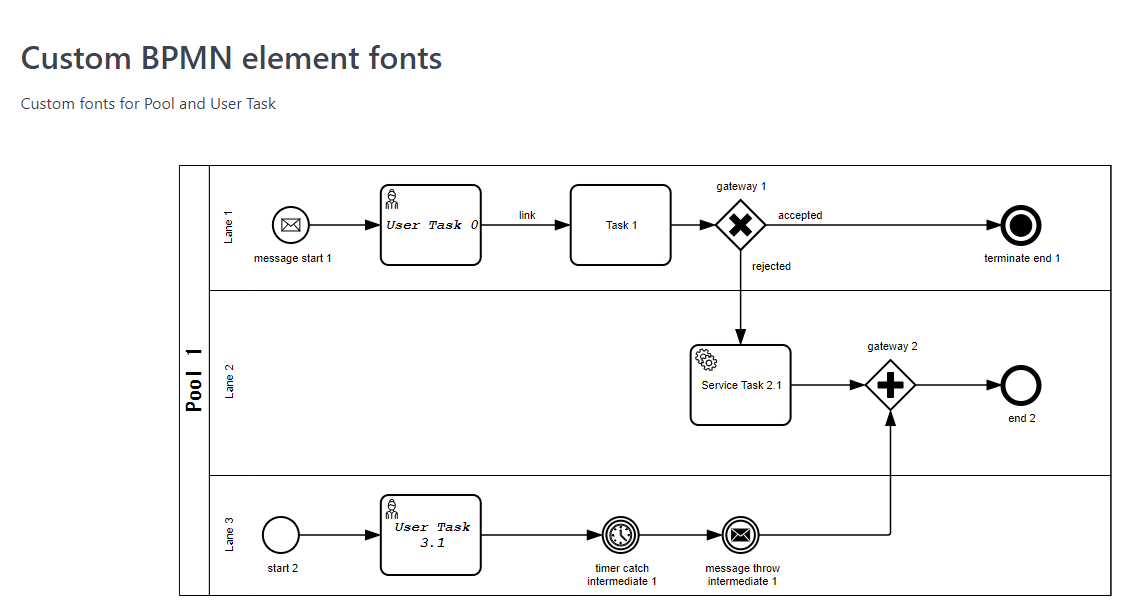 Custom BPMN element fonts
Custom fonts for Pool and User Task
Pool 1
Lane 1
message start 1
User Task 0
link
Task 1
gateway 1
accepted
rejected
terminate end 1
Lane 2
Service Task 2.1
gateway 2
end 2
Lane 3
start 2
User Task
3.1
timer catch
intermediate 1
message throw
intermediate 1